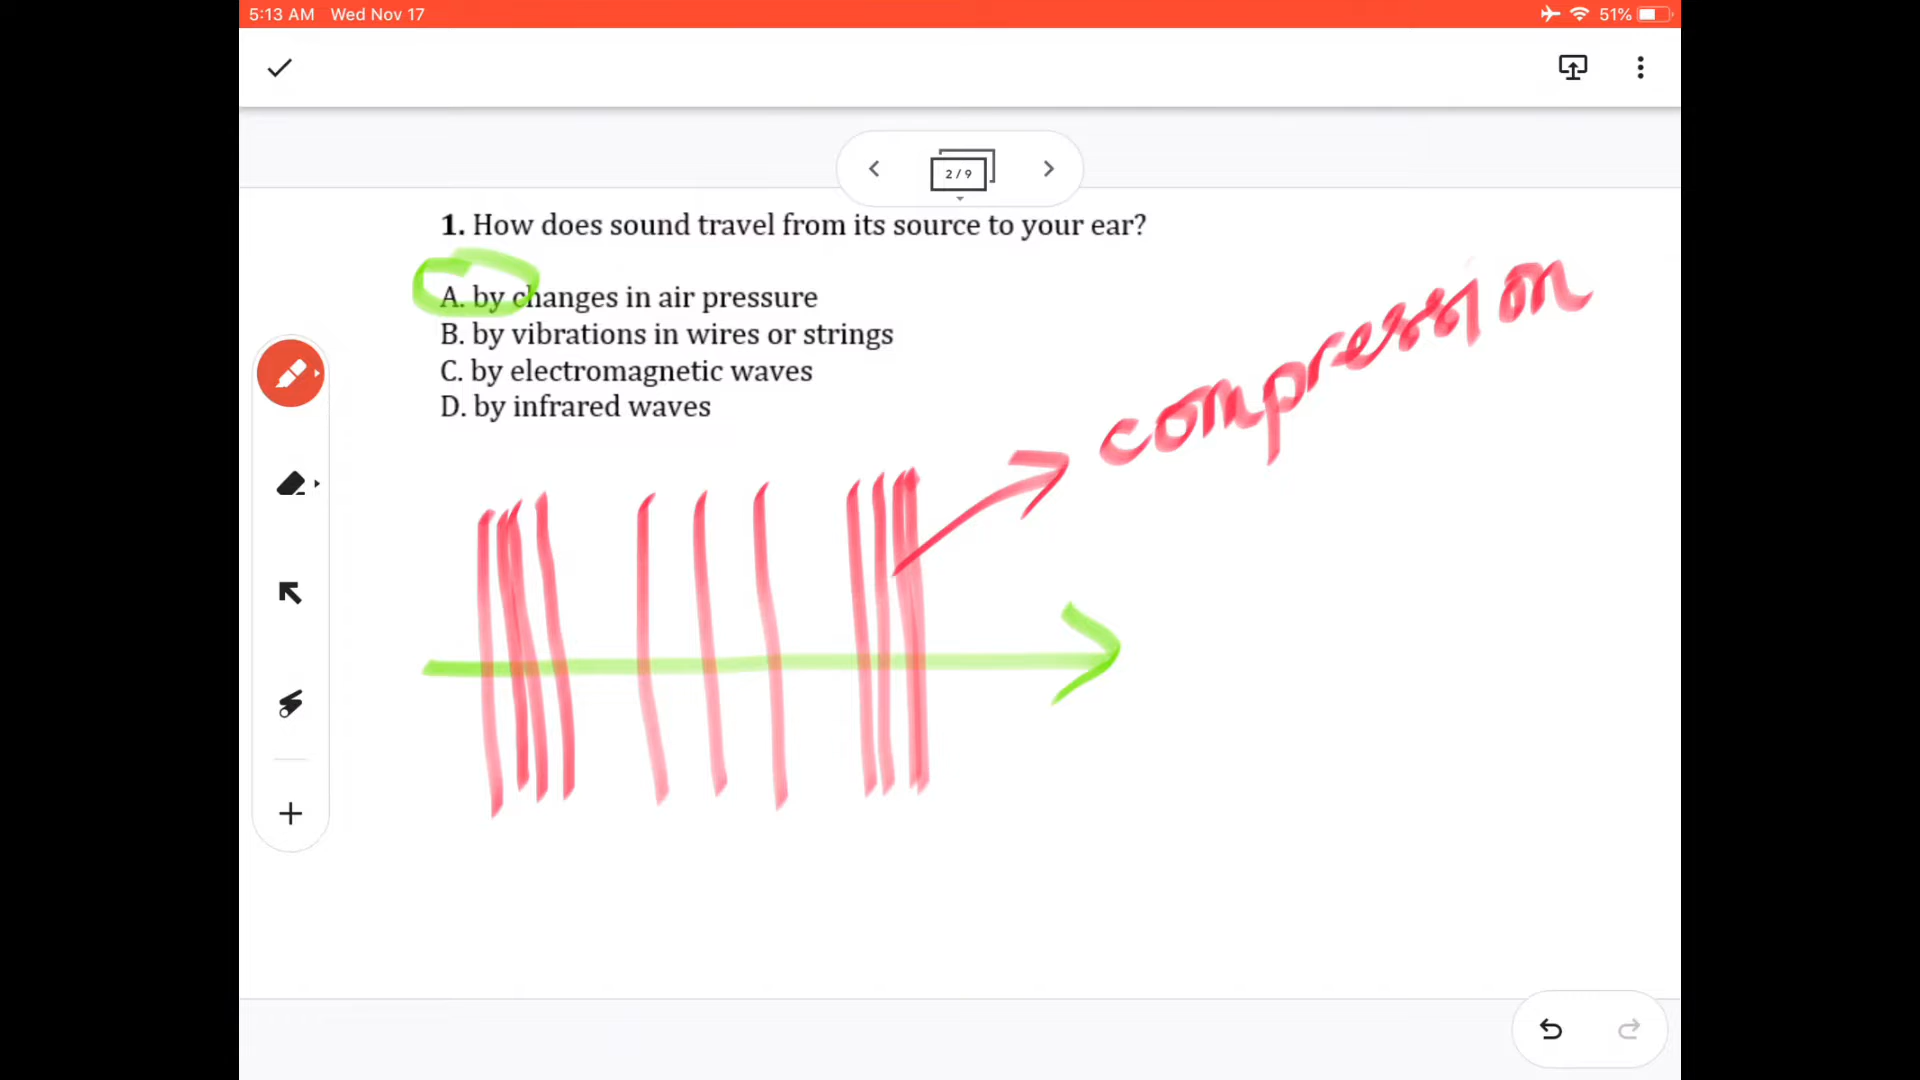 5:13 AM Wed Nov 17
51%
2 / 9
1. How does sound travel from its source to your ear?
A. by changes in air pressure
B. by vibrations in wires or strings
C. by electromagnetic waves
D. by infrared waves
compression